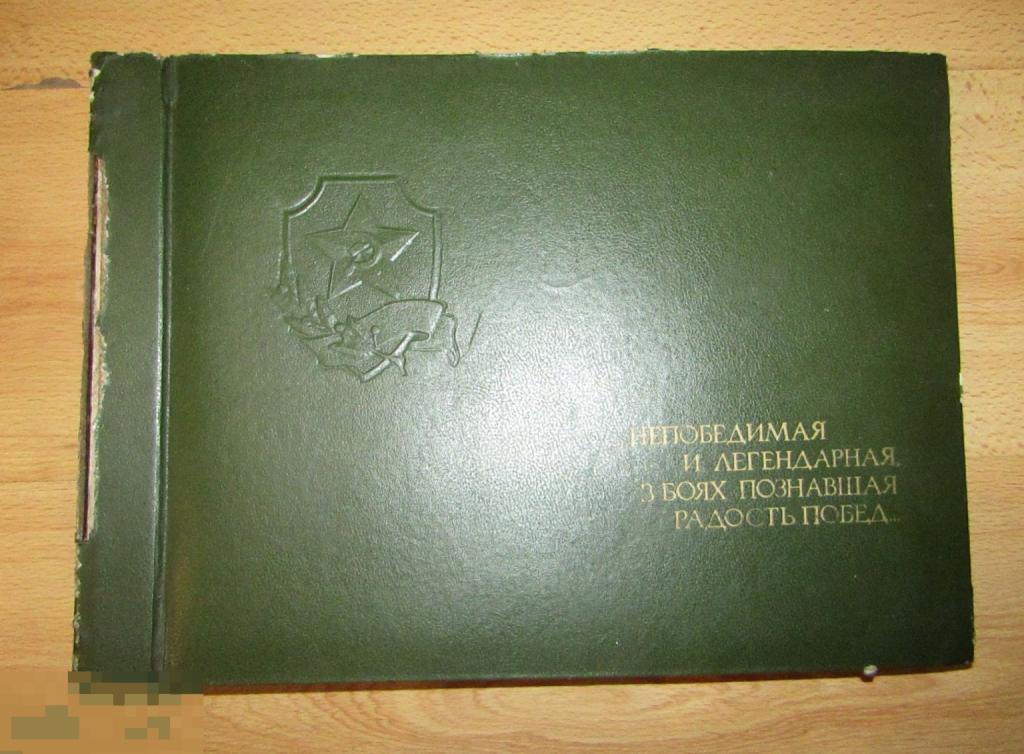 НЕПОБЕДИМАЯ
И ЛЕГЕНДАРНАЯ,
В БОЯХ ПОЗНАВШАЯ
РАДОСТЬ ПОБЕД...